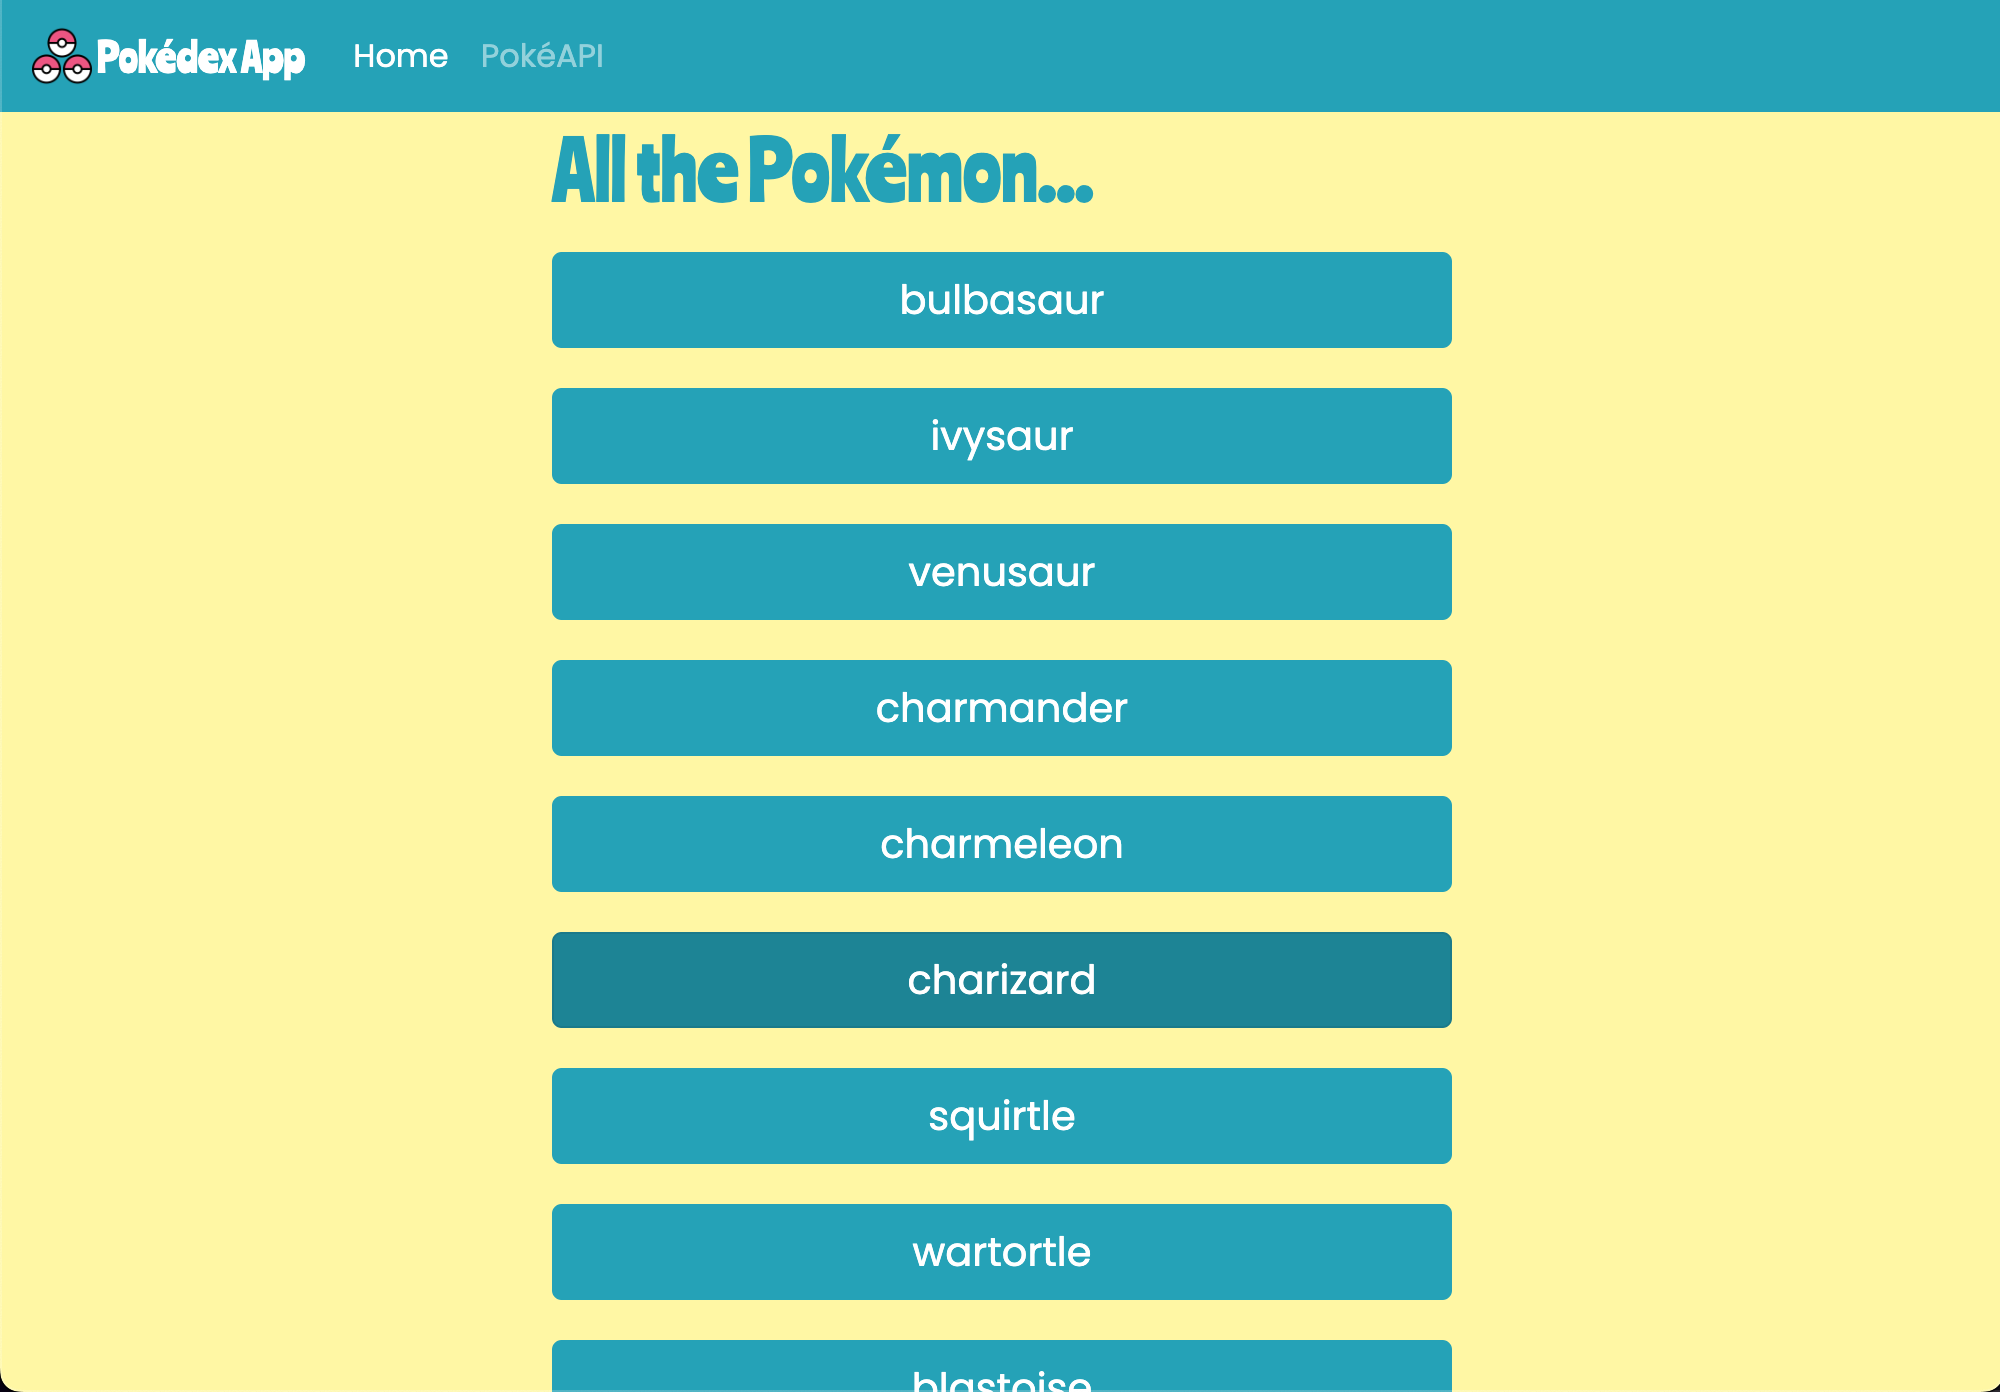 Pokédex App Home PokéAPI
All the Pokémon...
bulbasaur
ivysaur
venusaur
charmander
charmeleon
charizard
squirtle
wartortle
blastoise